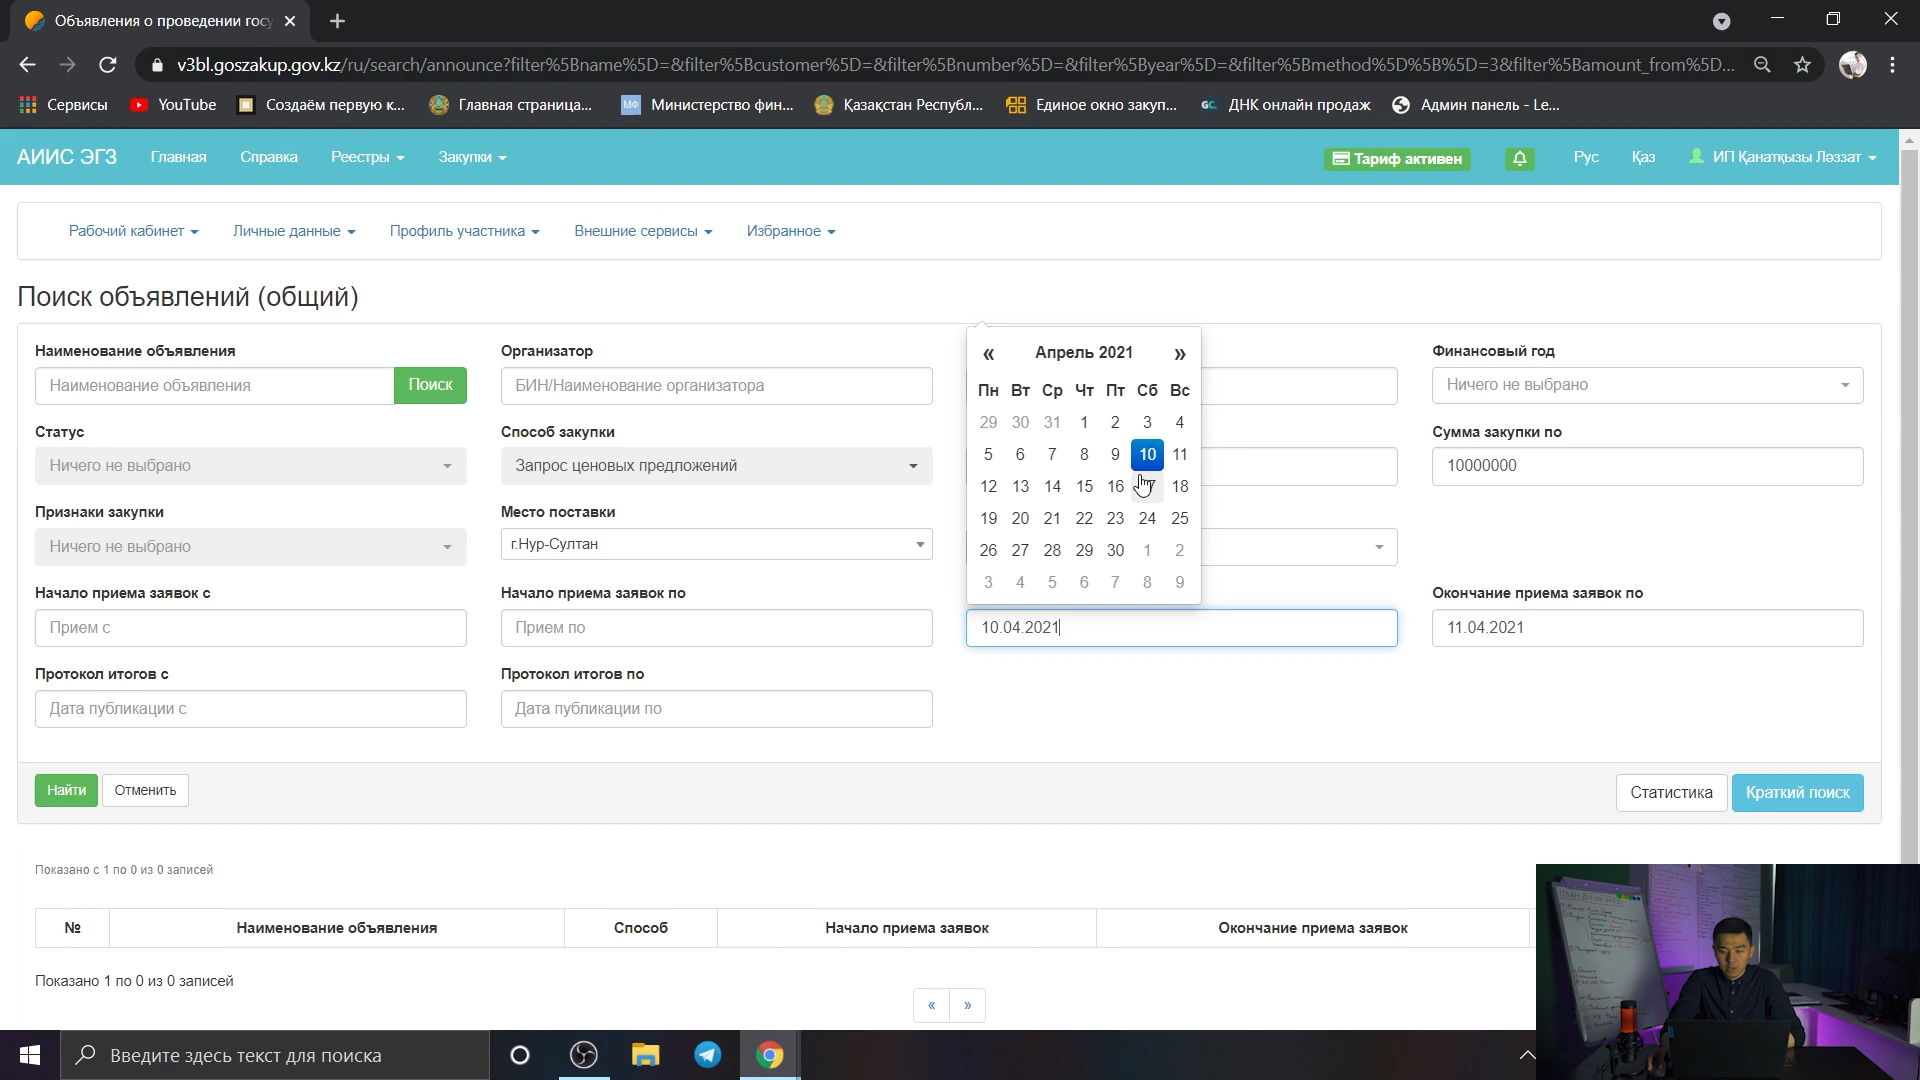 Объявления о проведении госу
v3bl.goszakup.gov.kz/ru/search/announce?filter%5Bname%5D=&filter%5Bcustomer%5D=&filter%5Bnumber%5D=&filter%5Byear%5D=&filter%5Bmethod%5D%5B%5D=3&filter%5Bamount_from%5D...
Сервисы YouTube Создаём первую к... Главная страница... МФ Министерство фин... Қазақстан Республ... Единое окно закуп... GC ДНК онлайн продаж Админ панель - Le...
АИИС ЭГЗ Главная Справка Реестры Закупки Тариф активен Рус Қаз ИП Қанатқызы Ләззат
Рабочий кабинет Личные данные Профиль участника Внешние сервисы Избранное
Поиск объявлений (общий)
Наименование объявления Организатор Финансовый год
Наименование объявления Поиск БИН/Наименование организатора Ничего не выбрано
Статус Способ закупки Сумма закупки по
Ничего не выбрано Запрос ценовых предложений 10000000
Признаки закупки Место поставки
Ничего не выбрано г.Нур-Султан
« Апрель 2021 »
Пн Вт Ср Чт Пт Сб Вс
29 30 31 1 2 3 4
5 6 7 8 9 10 11
12 13 14 15 16 18
19 20 21 22 23 24 25
26 27 28 29 30 1 2
3 4 5 6 7 8 9
Начало приема заявок с Начало приема заявок по Окончание приема заявок по
Прием с Прием по 10.04.2021 11.04.2021
Протокол итогов с Протокол итогов по
Дата публикации с Дата публикации по
Найти Отменить Статистика Краткий поиск
Показано с 1 по 0 из 0 записей
№ Наименование объявления Способ Начало приема заявок Окончание приема заявок
Показано 1 по 0 из 0 записей
« »
Введите здесь текст для поиска